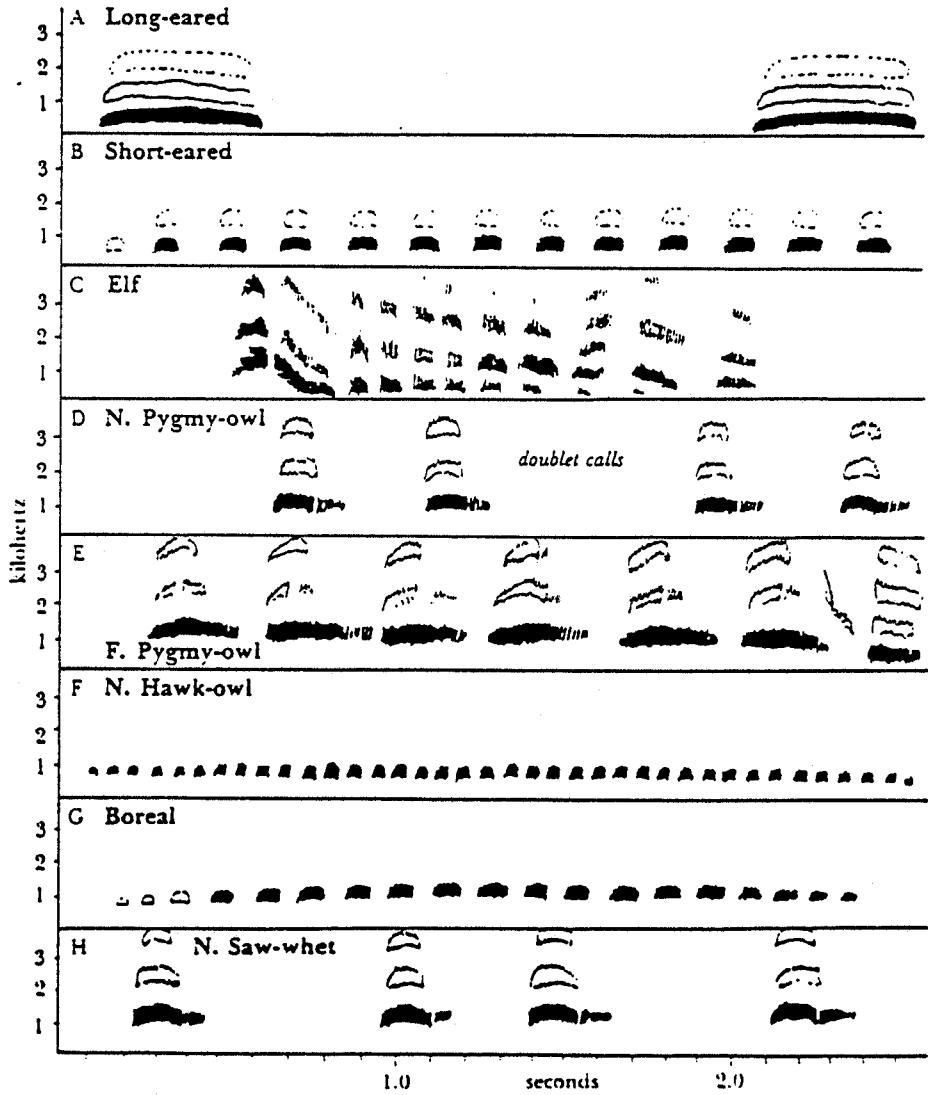 A Long-eared
3
2
1
B Short-eared
3
2
1
C Elf
3
2
1
D N. Pygmy-owl
3
2
1
doublet calls
kilohertz
E
3
2
1
F. Pygmy-owl
F N. Hawk-owl
3
2
1
G Boreal
3
2
1
H N. Saw-whet
3
2
1
1.0 seconds 2.0